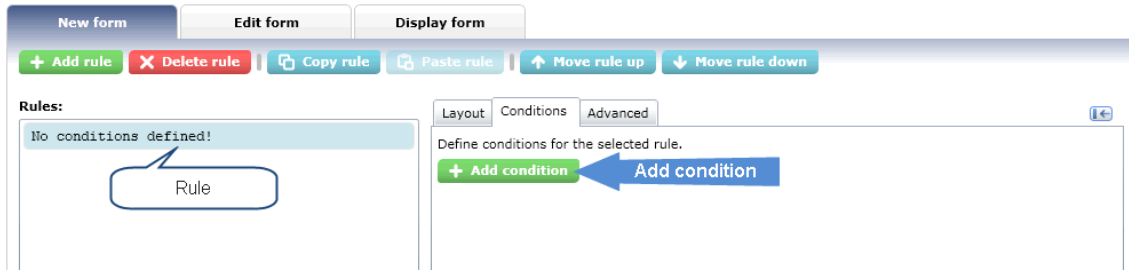 New form Edit form Display form
Add rule Delete rule Copy rule Paste rule Move rule up Move rule down
Rules:
Layout Conditions Advanced
No conditions defined!
Define conditions for the selected rule.
Add condition Add condition
Rule